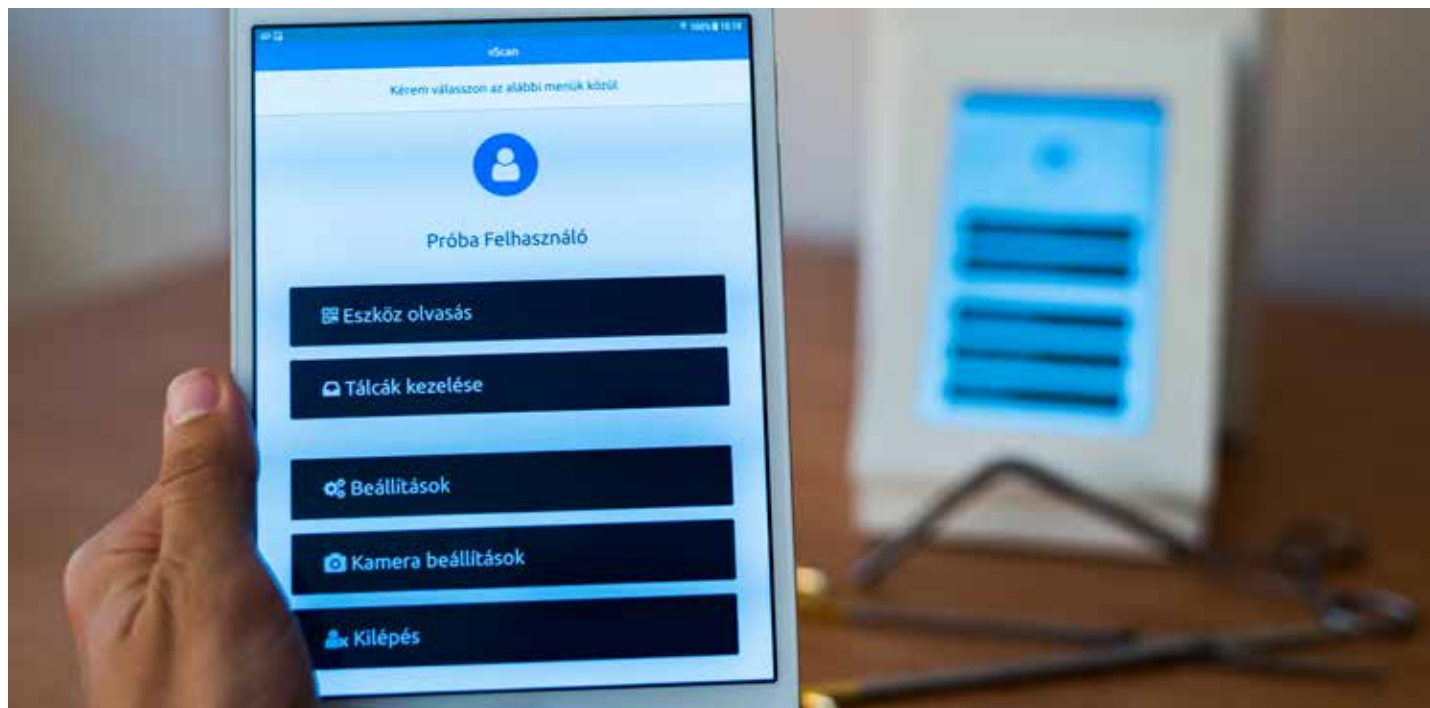 vScan
Kérem válasszon az alábbi menük közül
Próba Felhasználó
Eszköz olvasás
Tálcák kezelése
Beállítások
Kamera beállítások
Kilépés